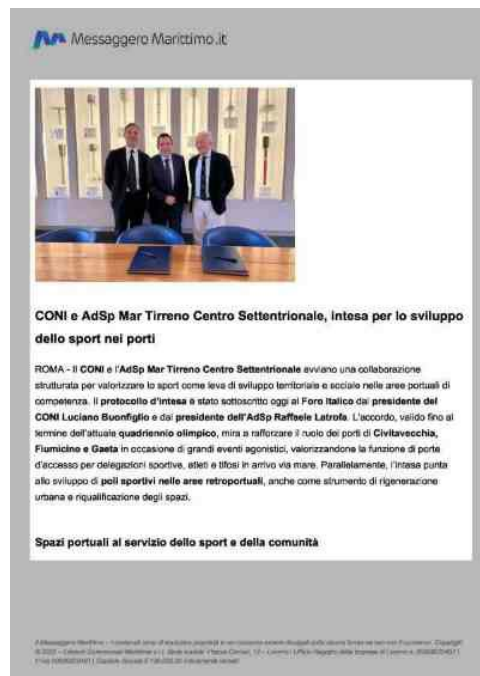 Messaggero Marittimo.it
CONI e AdSp Mar Tirreno Centro Settentrionale, intesa per lo sviluppo
dello sport nei porti
ROMA - Il CONI e l'AdSp Mar Tirreno Centro Settentrionale avviano una collaborazione
strutturata per valorizzare lo sport come leva di sviluppo territoriale e sociale nelle aree portuali di
competenza. Il protocollo d'intesa è stato sottoscritto oggi al Foro Italico dal presidente del
CONI Luciano Buonfiglio e dal presidente dell'AdSp Raffaele Latrofa. L'accordo, valido fino al
termine dell'attuale quadriennio olimpico, mira a rafforzare il ruolo dei porti di Civitavecchia,
Fiumicino e Gaeta in occasione di grandi eventi agonistici, valorizzandone la funzione di porte
d'accesso per delegazioni sportive, atleti e tifosi in arrivo via mare. Parallelamente, l'intesa punta
allo sviluppo di poli sportivi nelle aree retroportuali, anche come strumento di rigenerazione
urbana e riqualificazione degli spazi.
Spazi portuali al servizio dello sport e della comunità